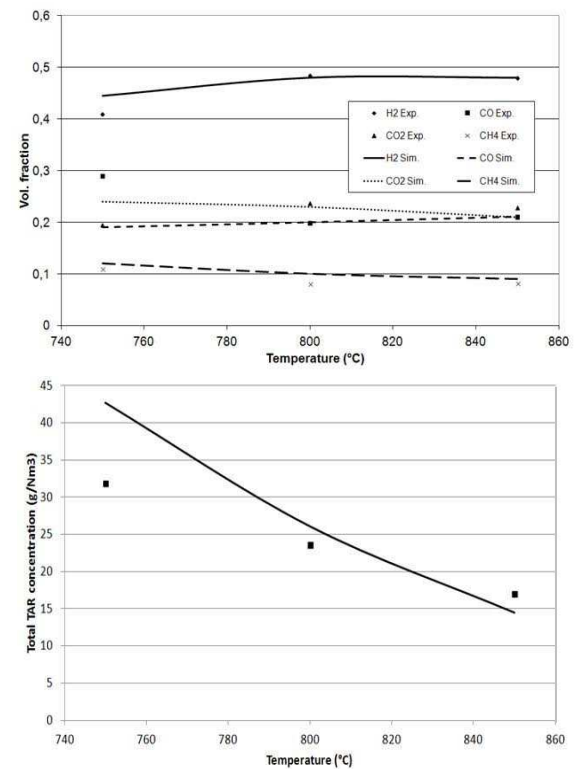 0,6
0,5
0,4
0,3
0,2
0,1
0
Vol. fraction
H2 Exp.
CO Exp.
CO2 Exp.
CH4 Exp.
H2 Sim.
CO Sim.
CO2 Sim.
CH4 Sim.
740 760 780 800 820 840 860
Temperature (°C)
45
40
35
30
25
20
15
10
5
0
Total TAR concentration (g/Nm3)
740 760 780 800 820 840 860
Temperature (°C)